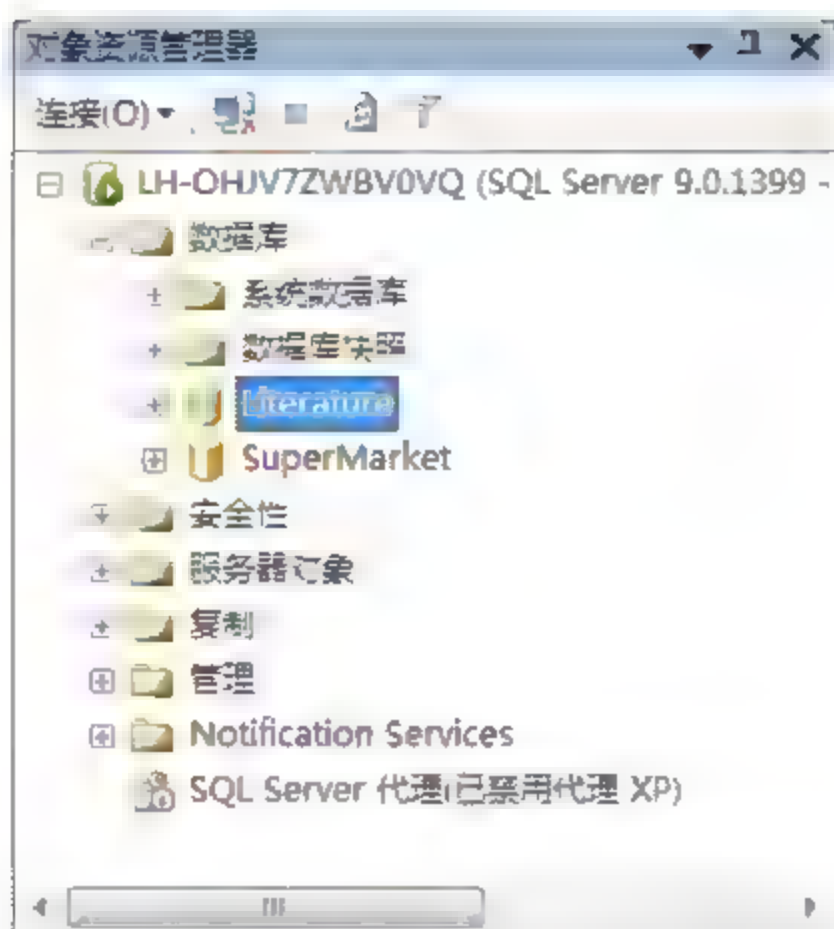 对象资源管理器
连接(O)
LH-OHJV7ZWBV0VQ (SQL Server 9.0.1399 -
数据库
系统数据库
数据库快照
Literature
SuperMarket
安全性
服务器对象
复制
管理
Notification Services
SQL Server 代理(已禁用代理 XP)